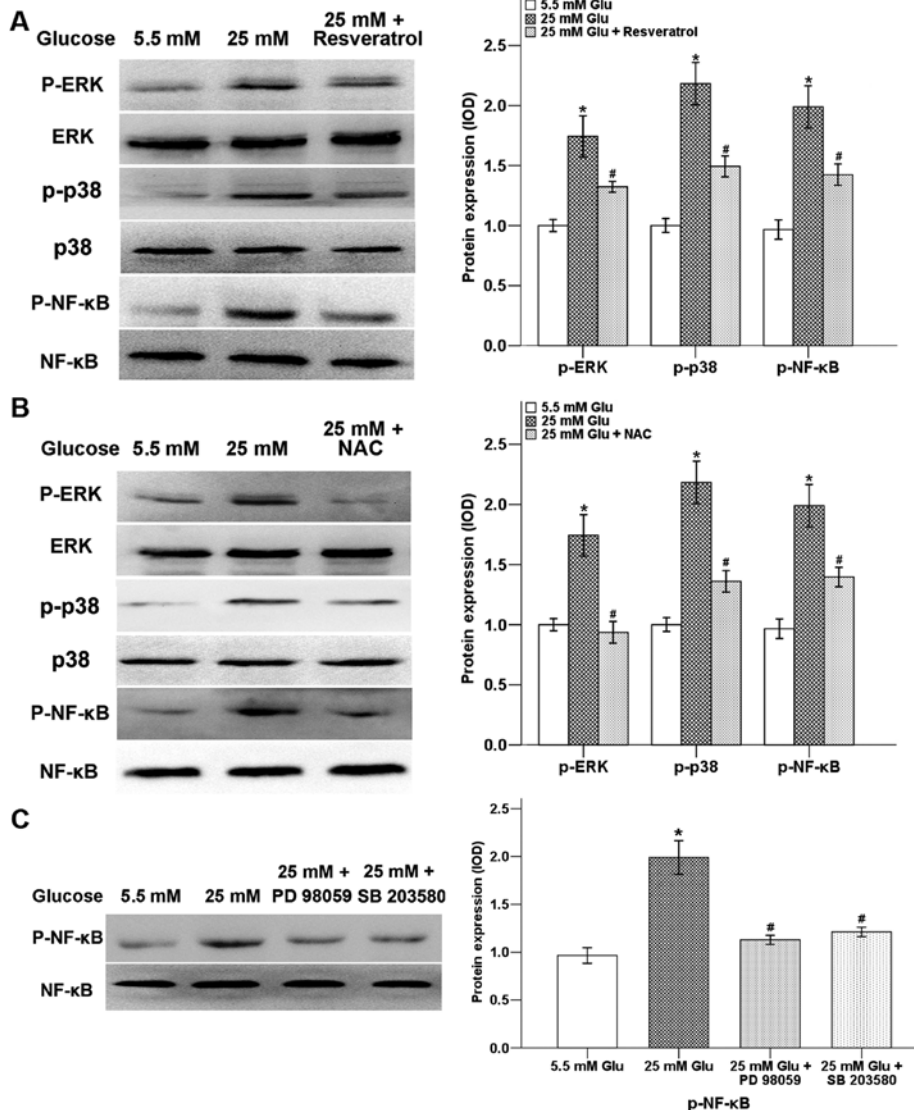 A
Glucose 5.5 mM 25 mM 25 mM +
Resveratrol
P-ERK
ERK
p-p38
p38
P-NF-κB
NF-κB
5.5 mM Glu
25 mM Glu
25 mM Glu + Resveratrol
Protein expression (IOD)
2.5
2.0
1.5
1.0
0.5
0.0
* # * # * #
p-ERK p-p38 p-NF-κB
B
Glucose 5.5 mM 25 mM 25 mM +
NAC
P-ERK
ERK
p-p38
p38
P-NF-κB
NF-κB
5.5 mM Glu
25 mM Glu
25 mM Glu + NAC
Protein expression (IOD)
2.5
2.0
1.5
1.0
0.5
0.0
* # * # * #
p-ERK p-p38 p-NF-κB
C
25 mM + 25 mM +
Glucose 5.5 mM 25 mM PD 98059 SB 203580
P-NF-κB
NF-κB
Protein expression (IOD)
2.5
2.0
1.5
1.0
0.5
0.0
* # #
5.5 mM Glu 25 mM Glu 25 mM Glu + 25 mM Glu +
PD 98059 SB 203580
p-NF-κB